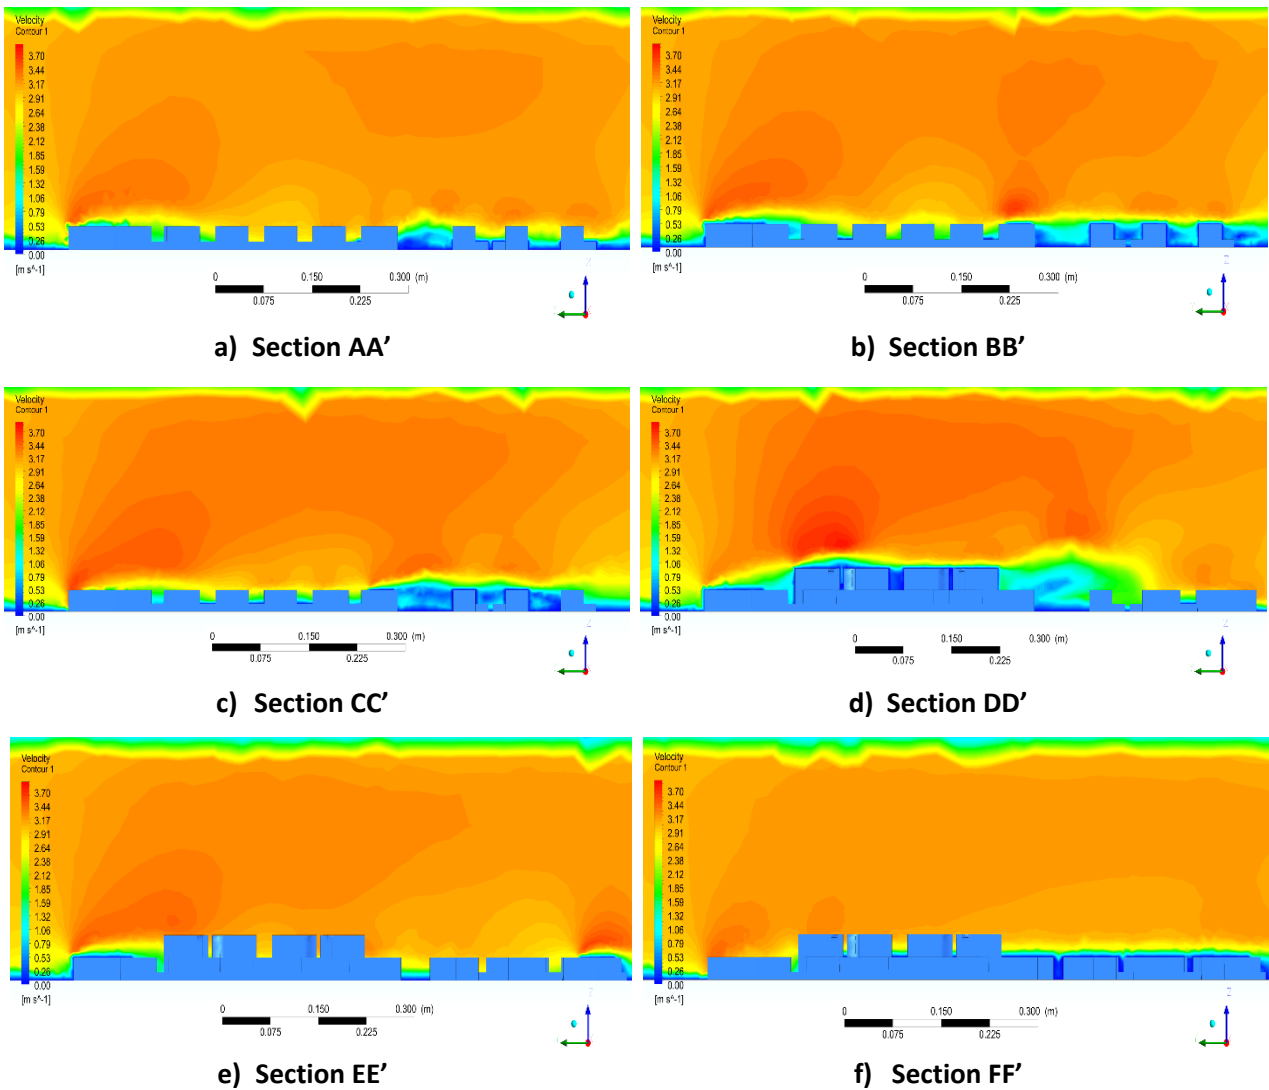 Velocity
Contour 1
3.70
3.44
3.17
2.91
2.64
2.38
2.12
1.85
1.59
1.32
1.06
0.79
0.53
0.26
0.00
[m s^-1]
0 0.150 0.300 (m)
0.075 0.225
Z
a) Section AA’
Velocity
Contour 1
3.70
3.44
3.17
2.91
2.64
2.38
2.12
1.85
1.59
1.32
1.06
0.79
0.53
0.26
0.00
[m s^-1]
0 0.150 0.300 (m)
0.075 0.225
Z
b) Section BB’
Velocity
Contour 1
3.70
3.44
3.17
2.91
2.64
2.38
2.12
1.85
1.59
1.32
1.06
0.79
0.53
0.26
0.00
[m s^-1]
0 0.150 0.300 (m)
0.075 0.225
Z
c) Section CC’
Velocity
Contour 1
3.70
3.44
3.17
2.91
2.64
2.38
2.12
1.85
1.59
1.32
1.06
0.79
0.53
0.26
0.00
[m s^-1]
0 0.150 0.300 (m)
0.075 0.225
Z
d) Section DD’
Velocity
Contour 1
3.70
3.44
3.17
2.91
2.64
2.38
2.12
1.85
1.59
1.32
1.06
0.79
0.53
0.26
0.00
[m s^-1]
0 0.150 0.300 (m)
0.075 0.225
Z
e) Section EE’
Velocity
Contour 1
3.70
3.44
3.17
2.91
2.64
2.38
2.12
1.85
1.59
1.32
1.06
0.79
0.53
0.26
0.00
[m s^-1]
0 0.150 0.300 (m)
0.075 0.225
Z
f) Section FF’